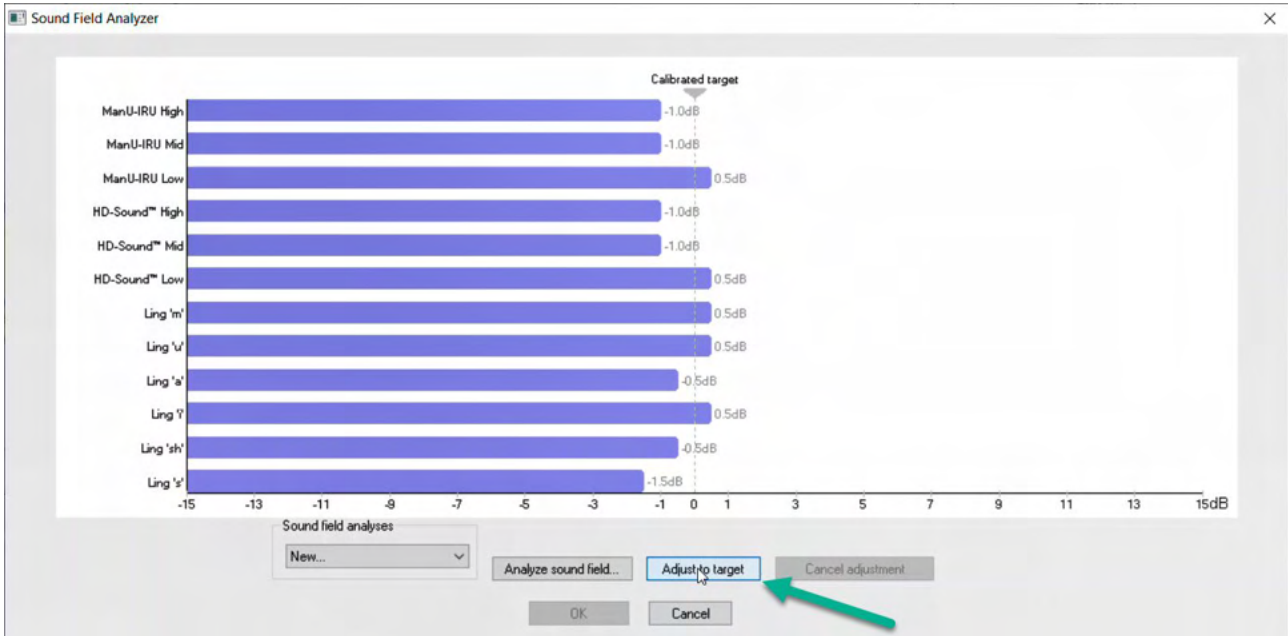 Sound Field Analyzer
Calibrated target
ManU-IRU High -1.0dB
ManU-IRU Mid -1.0dB
ManU-IRU Low 0.5dB
HD-Sound™ High -1.0dB
HD-Sound™ Mid -1.0dB
HD-Sound™ Low 0.5dB
Ling 'm' 0.5dB
Ling 'u' 0.5dB
Ling 'a' -0.5dB
Ling 'i' 0.5dB
Ling 'sh' -0.5dB
Ling 's' -1.5dB
-15 -13 -11 -9 -7 -5 -3 -1 0 1 3 5 7 9 11 13 15dB
Sound field analyses
New... Analyze sound field... Adjust to target Cancel adjustment
OK Cancel